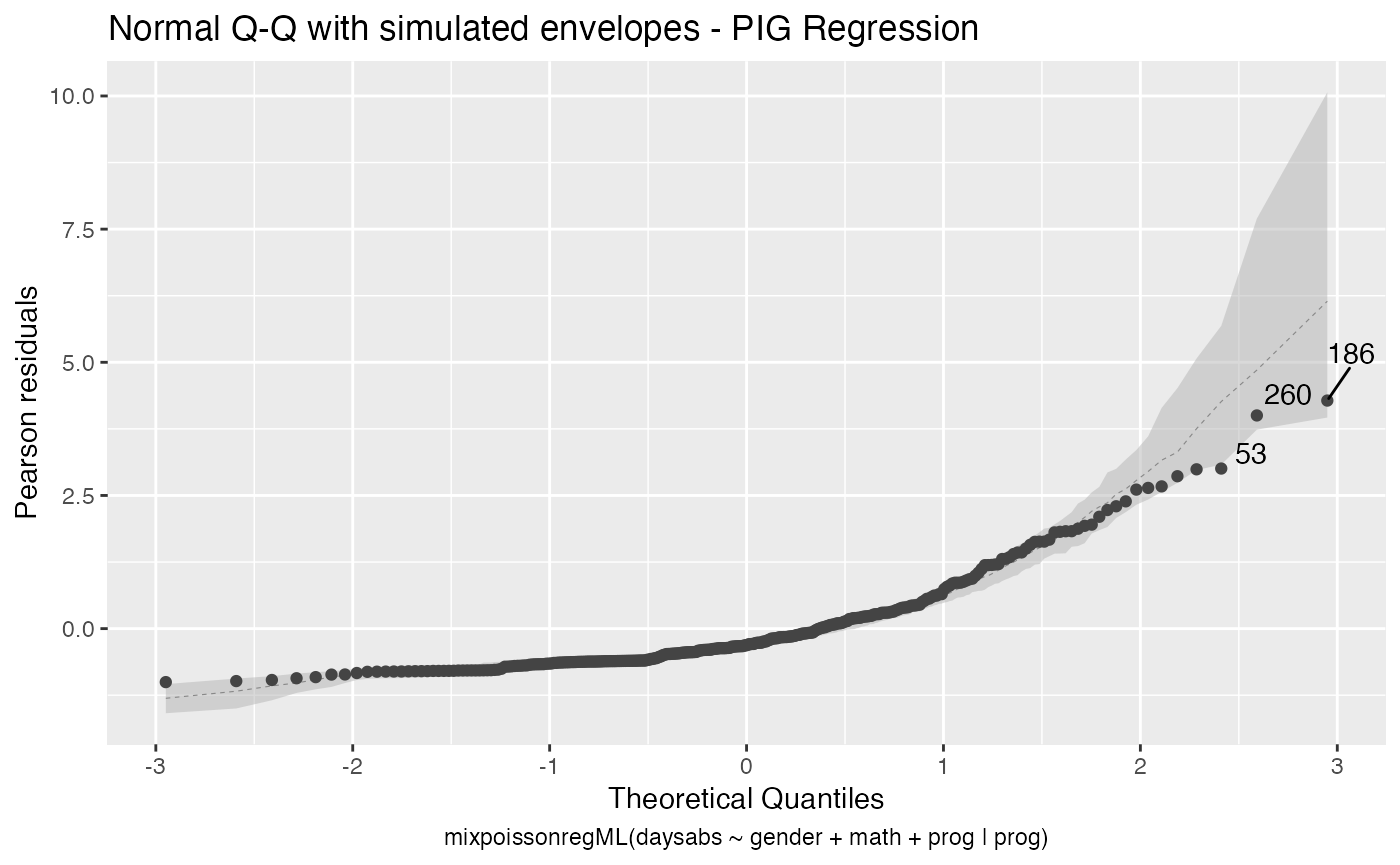 Normal Q-Q with simulated envelopes - PIG Regression
10.0
7.5
5.0
2.5
0.0
Pearson residuals
186
260
53
-3 -2 -1 0 1 2 3
Theoretical Quantiles
mixpoissonregML(daysabs ~ gender + math + prog | prog)